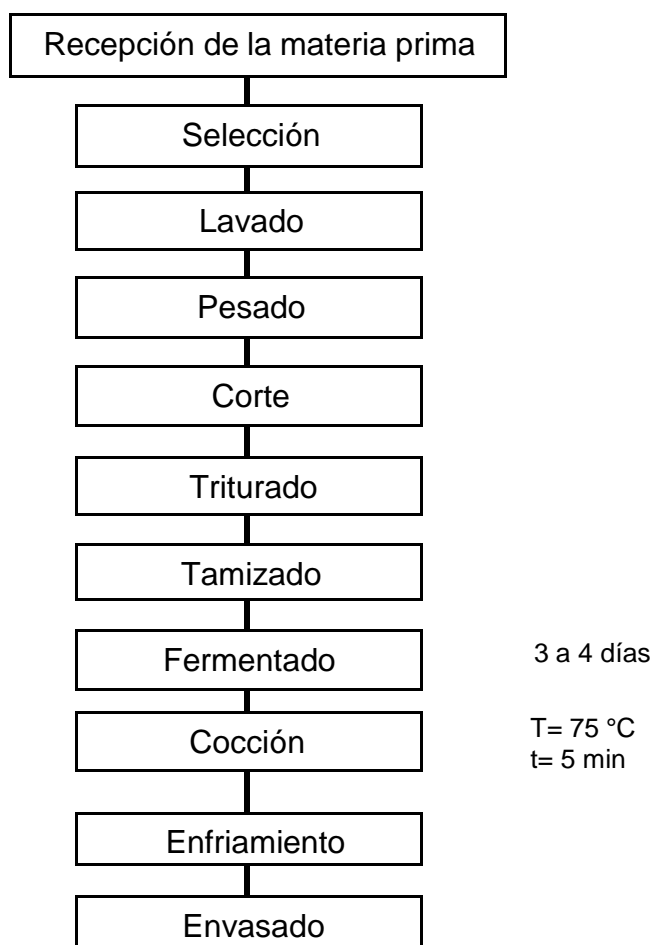 Recepción de la materia prima
Selección
Lavado
Pesado
Corte
Triturado
Tamizado
Fermentado
3 a 4 días
Cocción
T= 75 °C
t= 5 min
Enfriamiento
Envasado